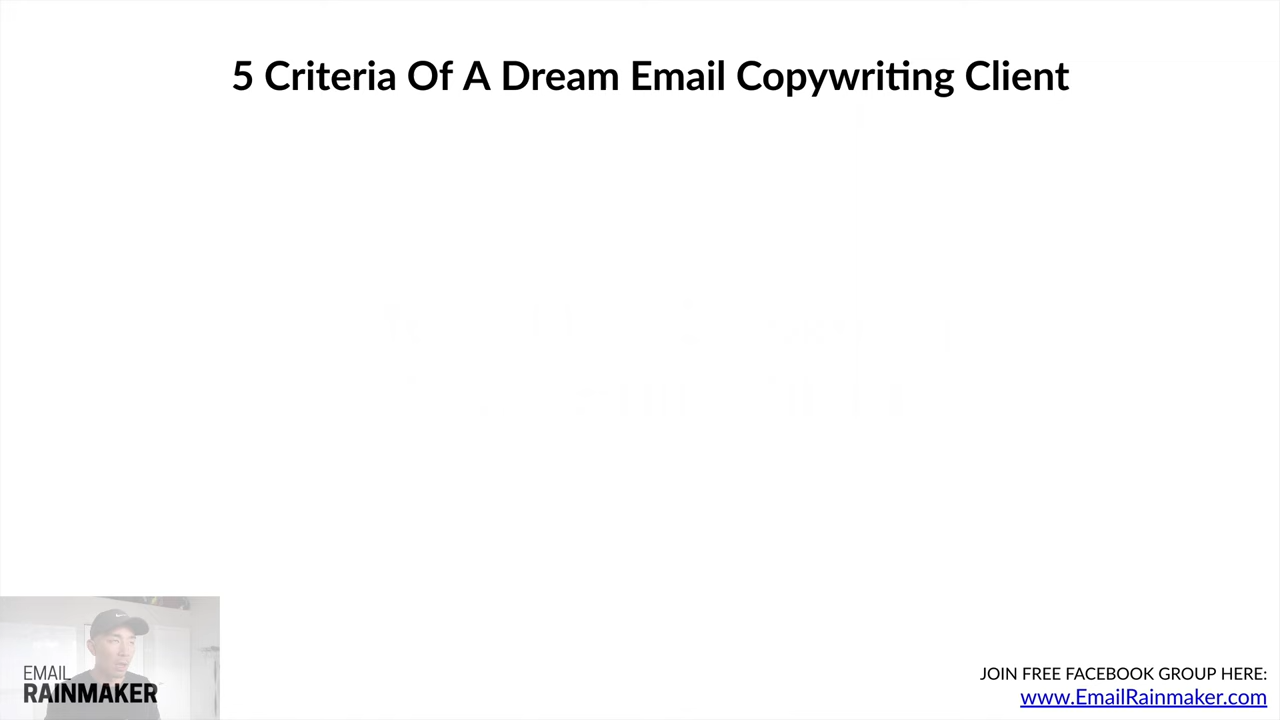 5 Criteria Of A Dream Email Copywriting Client
EMAIL
RAINMAKER
JOIN FREE FACEBOOK GROUP HERE:
www.EmailRainmaker.com